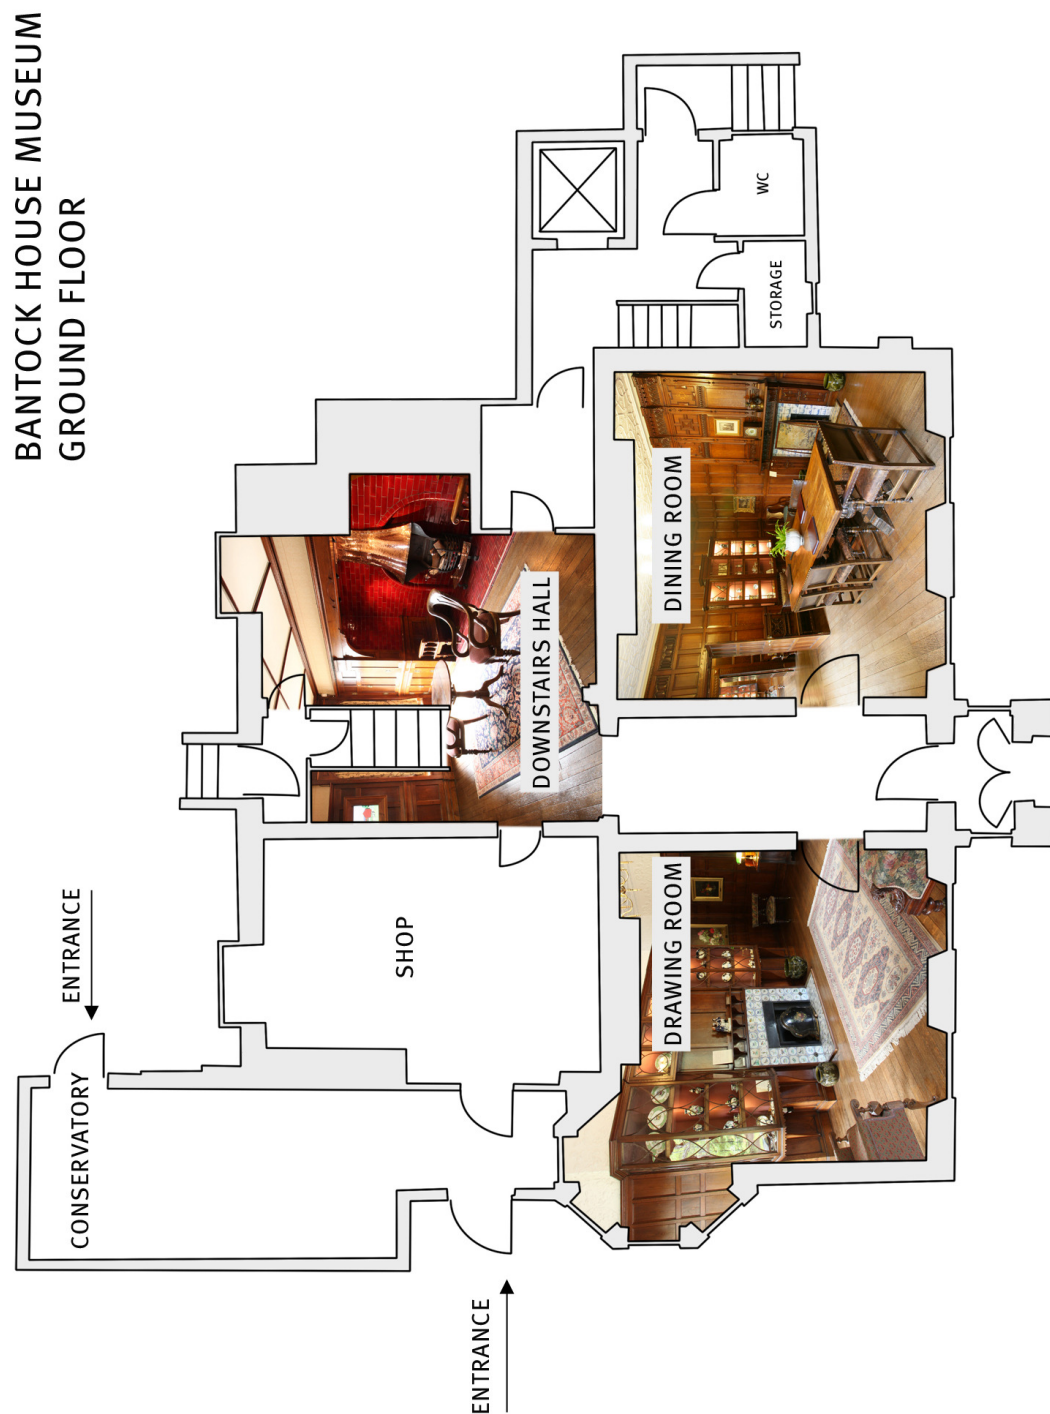 BANTOCK HOUSE MUSEUM
GROUND FLOOR
ENTRANCE
CONSERVATORY
SHOP
ENTRANCE
DOWNSTAIRS HALL
DRAWING ROOM
DINING ROOM
STORAGE
WC